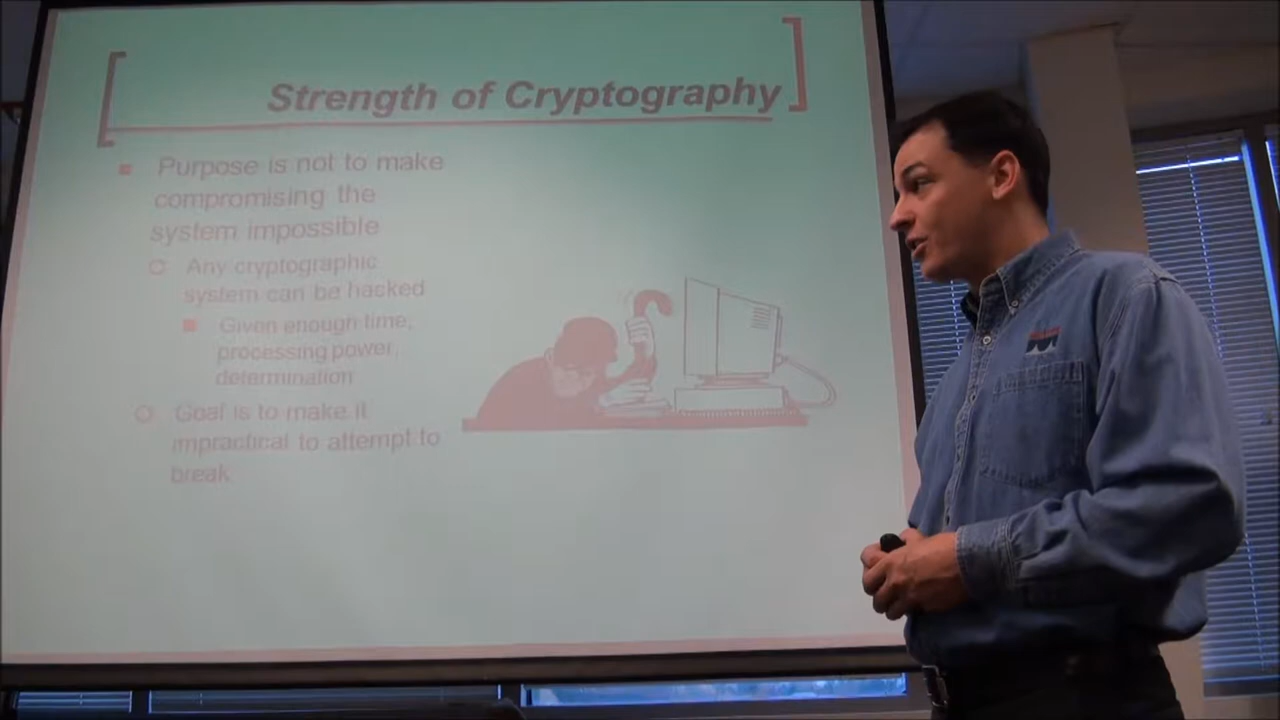 Strength of Cryptography
Purpose is not to make
compromising the
system impossible
Any cryptographic
system can be hacked
Given enough time,
processing power,
determination
Goal is to make it
impractical to attempt to
break